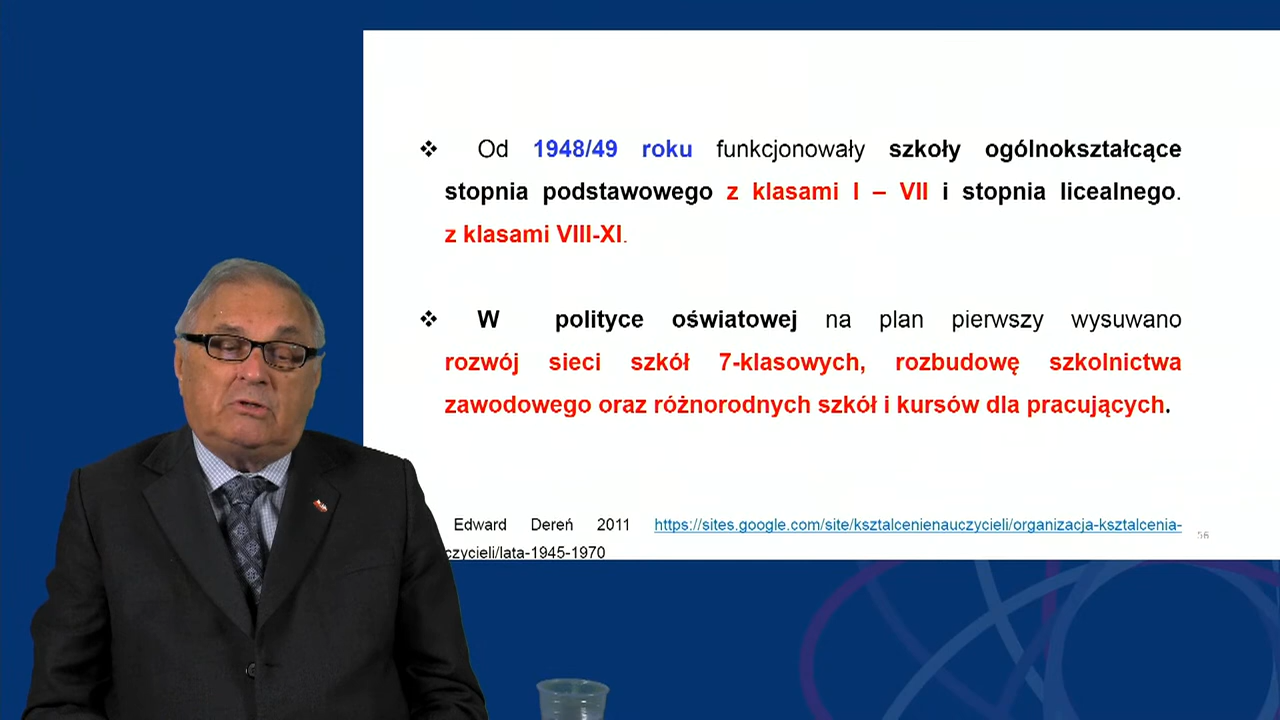 ❖ Od 1948/49 roku funkcjonowały szkoły ogólnokształcące
stopnia podstawowego z klasami I – VII i stopnia licealnego.
z klasami VIII-XI.
❖ W polityce oświatowej na plan pierwszy wysuwano
rozwój sieci szkół 7-klasowych, rozbudowę szkolnictwa
zawodowego oraz różnorodnych szkół i kursów dla pracujących.
Edward Dereń 2011 https://sites.google.com/site/ksztalcenienauczycieli/organizacja-ksztalcenia-
czycieli/lata-1945-1970
56